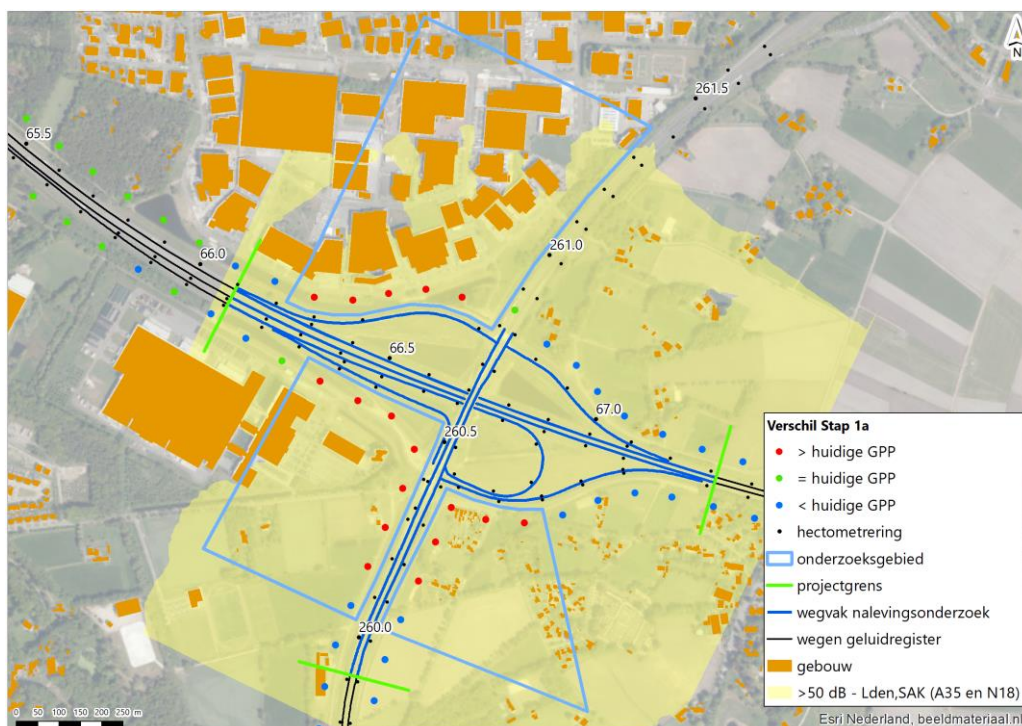 N
261.5
65.5
261.0
66.0
66.5
67.0
260.5
260.0
Verschil Stap 1a
> huidige GPP
= huidige GPP
< huidige GPP
hectometrering
onderzoeksgebied
projectgrens
wegvak nalevingsonderzoek
wegen geluidregister
gebouw
>50 dB - Lden,SAK (A35 en N18)
0 50 100 150 200 250 m
Esri Nederland, beeldmateriaal.nl